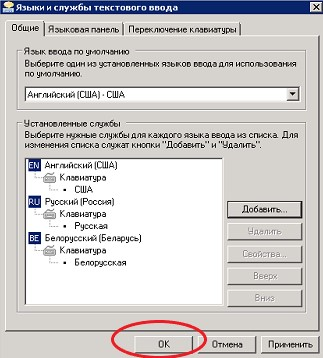 Языки и службы текстового ввода
Общие
Языковая панель
Переключение клавиатуры
Язык ввода по умолчанию
Выберите один из установленных языков ввода для использования
по умолчанию.
Английский (США) - США
Установленные службы
Выберите нужные службы для каждого языка ввода из списка. Для
изменения списка служат кнопки "Добавить" и "Удалить".
EN Английский (США)
Клавиатура
США
RU Русский (Россия)
Клавиатура
Русская
BE Белорусский (Беларусь)
Клавиатура
Белорусская
Добавить...
Удалить
Свойства...
Вверх
Вниз
OK
Отмена
Применить